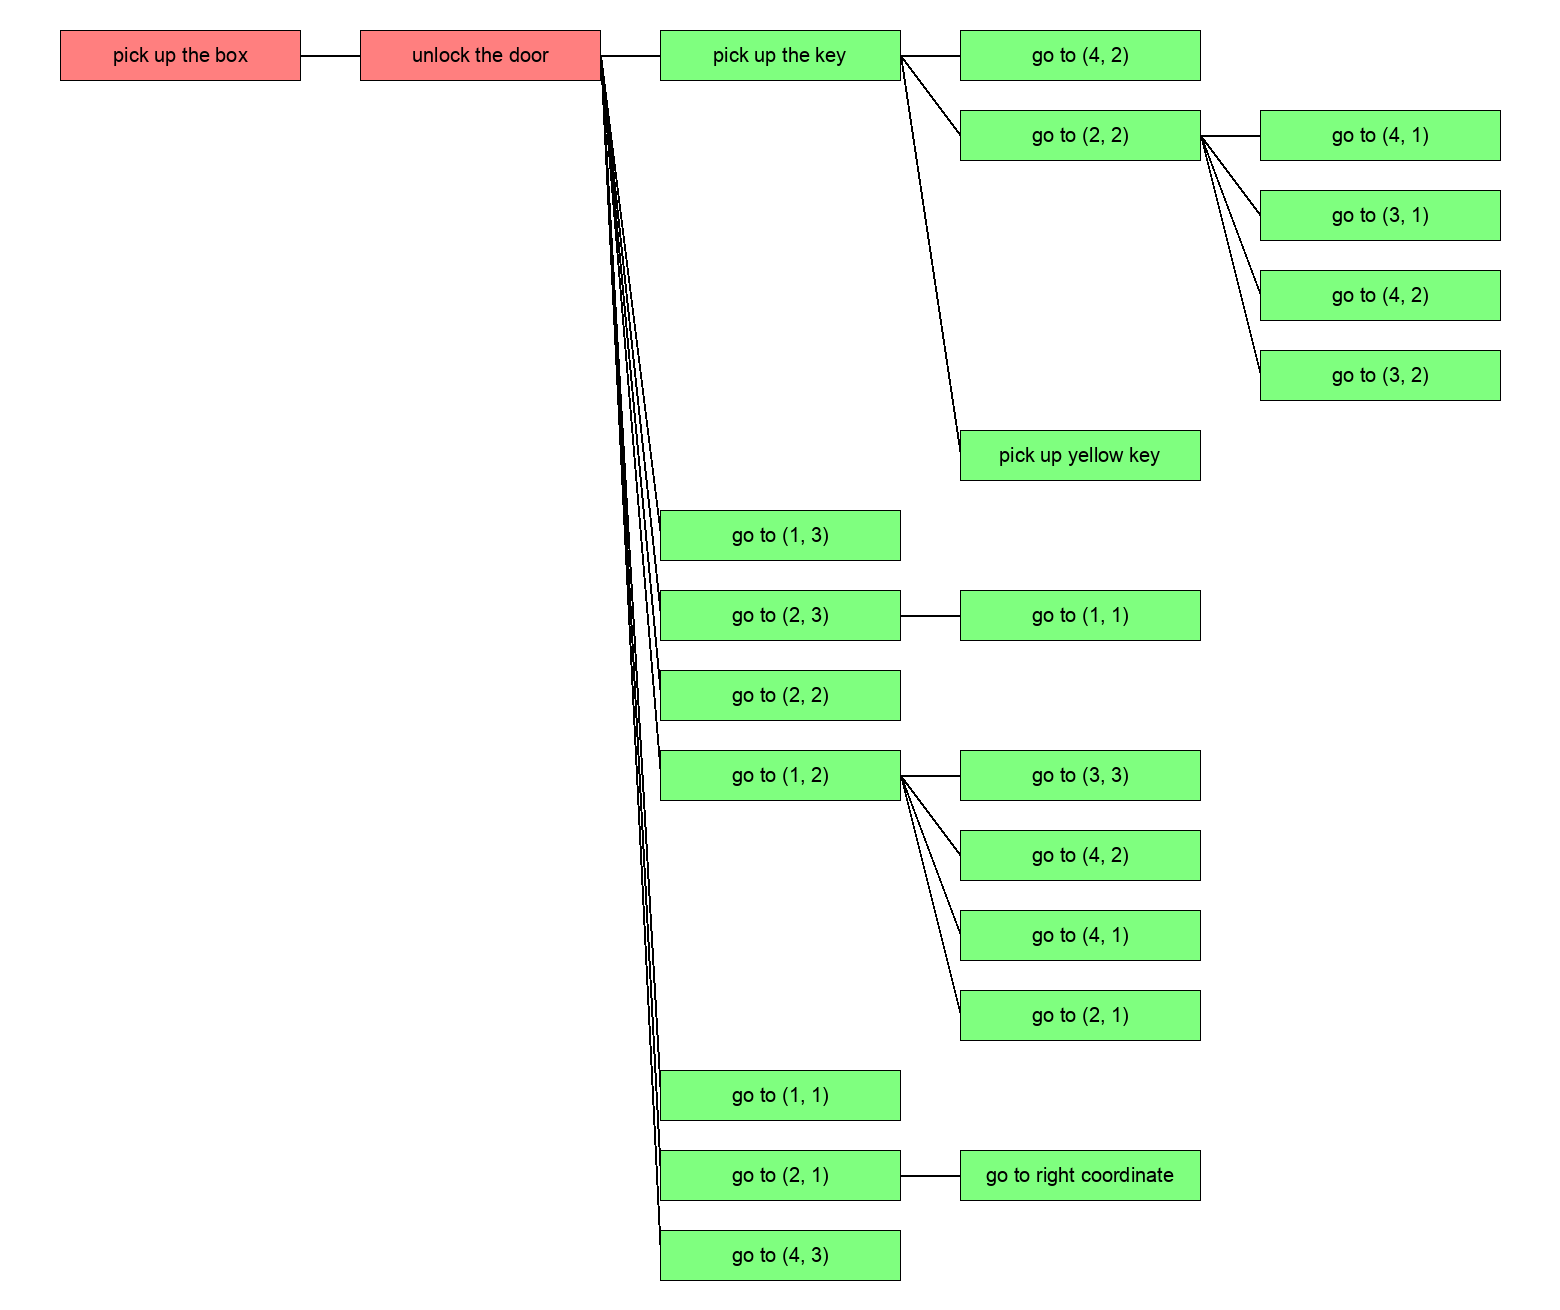 pick up the box
unlock the door
pick up the key
go to (4, 2)
go to (2, 2)
go to (4, 1)
go to (3, 1)
go to (4, 2)
go to (3, 2)
pick up yellow key
go to (1, 3)
go to (2, 3)
go to (1, 1)
go to (2, 2)
go to (1, 2)
go to (3, 3)
go to (4, 2)
go to (4, 1)
go to (2, 1)
go to (1, 1)
go to (2, 1)
go to right coordinate
go to (4, 3)